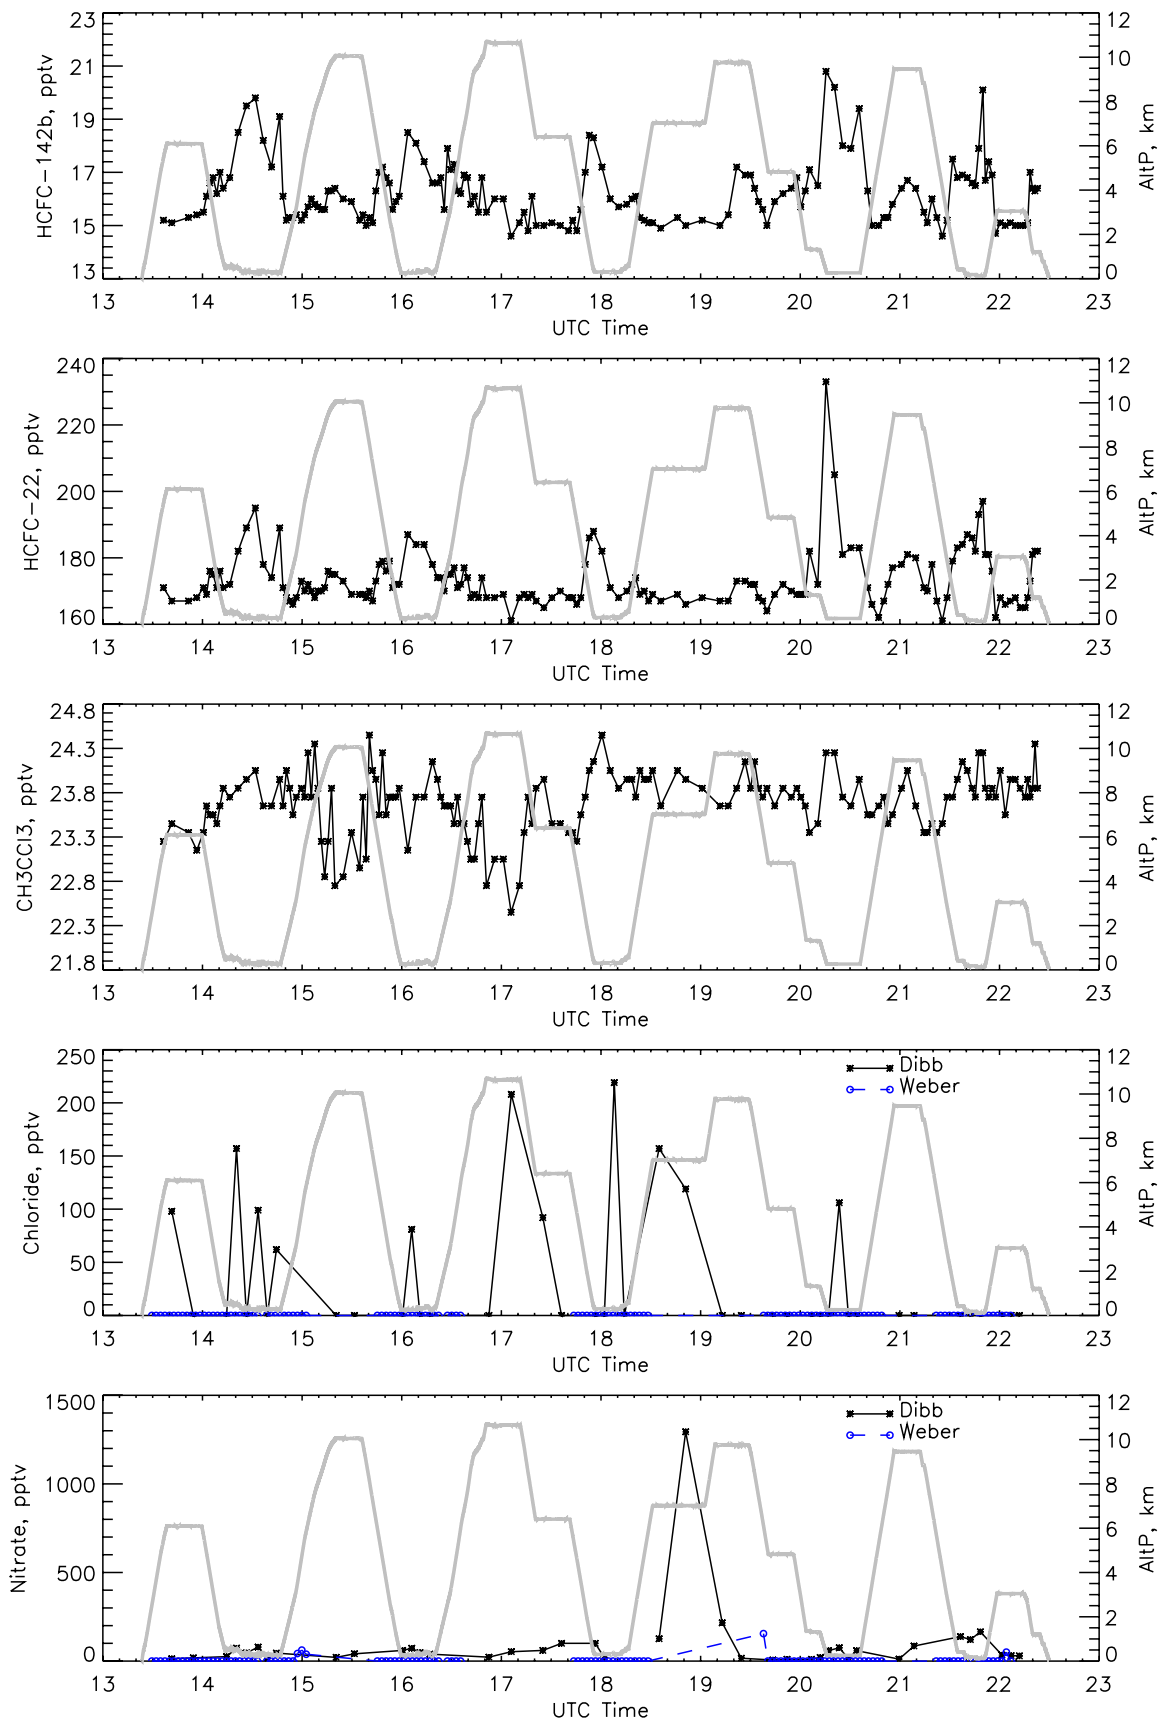 HCFC-142b, pptv
23
21
19
17
15
13
12
10
8
6
4
2
0
AltP, km
13 14 15 16 17 18 19 20 21 22 23
UTC Time
HCFC-22, pptv
240
220
200
180
160
12
10
8
6
4
2
0
AltP, km
13 14 15 16 17 18 19 20 21 22 23
UTC Time
CH3CCl3, pptv
24.8
24.3
23.8
23.3
22.8
22.3
21.8
12
10
8
6
4
2
0
AltP, km
13 14 15 16 17 18 19 20 21 22 23
UTC Time
Chloride, pptv
250
200
150
100
50
0
Dibb
Weber
12
10
8
6
4
2
0
AltP, km
13 14 15 16 17 18 19 20 21 22 23
UTC Time
Nitrate, pptv
1500
1000
500
0
Dibb
Weber
12
10
8
6
4
2
0
AltP, km
13 14 15 16 17 18 19 20 21 22 23
UTC Time